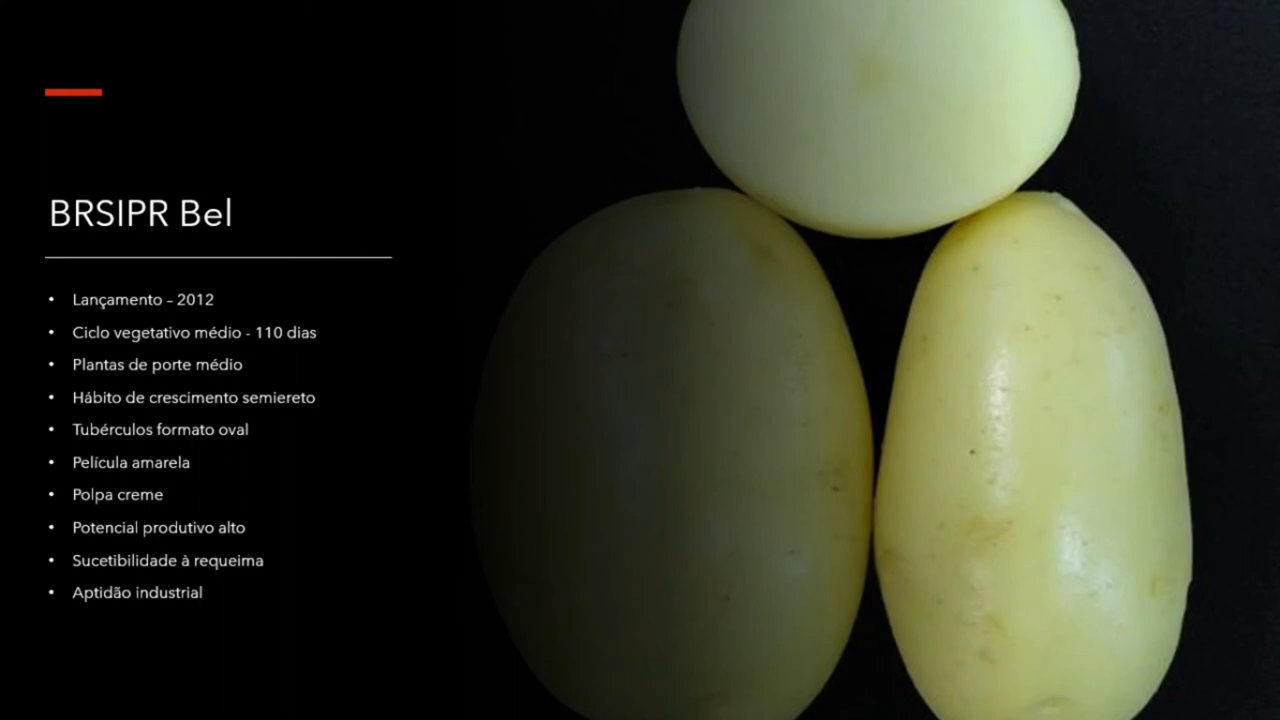 BRSIPR Bel
• Lançamento – 2012
• Ciclo vegetativo médio - 110 dias
• Plantas de porte médio
• Hábito de crescimento semiereto
• Tubérculos formato oval
• Película amarela
• Polpa creme
• Potencial produtivo alto
• Sucetibilidade à requeima
• Aptidão industrial